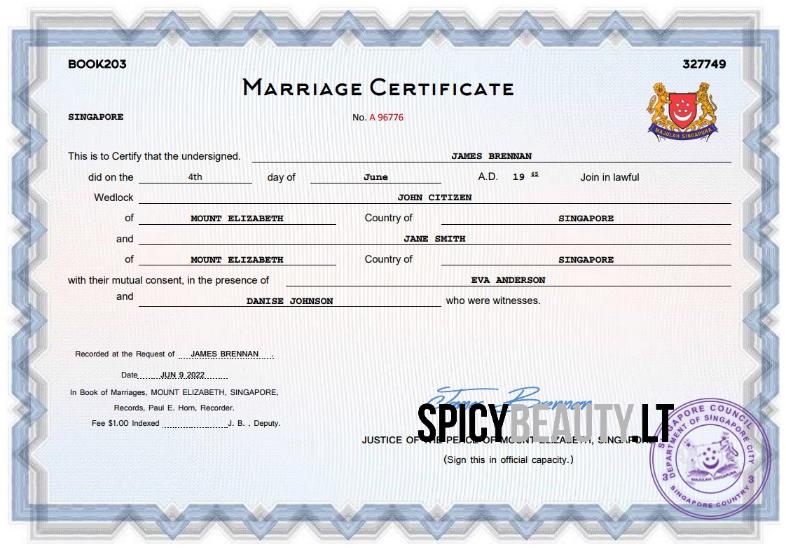 BOOK203 327749
MARRIAGE CERTIFICATE
SINGAPORE No. A 96776
MAJULAH SINGAPURA
This is to Certify that the undersigned. JAMES BRENNAN
did on the 4th day of June A.D. 19 Join in lawful
Wedlock JOHN CITIZEN
of MOUNT ELIZABETH Country of SINGAPORE
and JANE SMITH
of MOUNT ELIZABETH Country of SINGAPORE
with their mutual consent, in the presence of EVA ANDERSON
and DANISE JOHNSON who were witnesses.
Recorded at the Request of JAMES BRENNAN
Date JUN 9 2022
In Book of Marriages, MOUNT ELIZABETH, SINGAPORE,
Records, Paul E. Horn, Recorder.
Fee $1.00 Indexed J. B. , Deputy.
James Brennan
SPICYBEAUTY.LT
JUSTICE OF THE PEACE OF MOUNT ELIZABETH, SINGAPORE
(Sign this in official capacity.)
SINGAPORE COUNCIL
DEPARTMENT OF SINGAPORE CITY
3 3
MAJULAH SINGAPURA
SINGAPORE COUNTRY